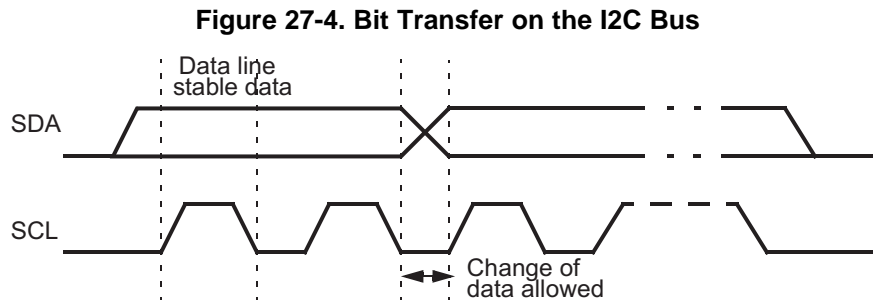 Figure 27-4. Bit Transfer on the I2C Bus
Data line
stable data
SDA
SCL
Change of
data allowed